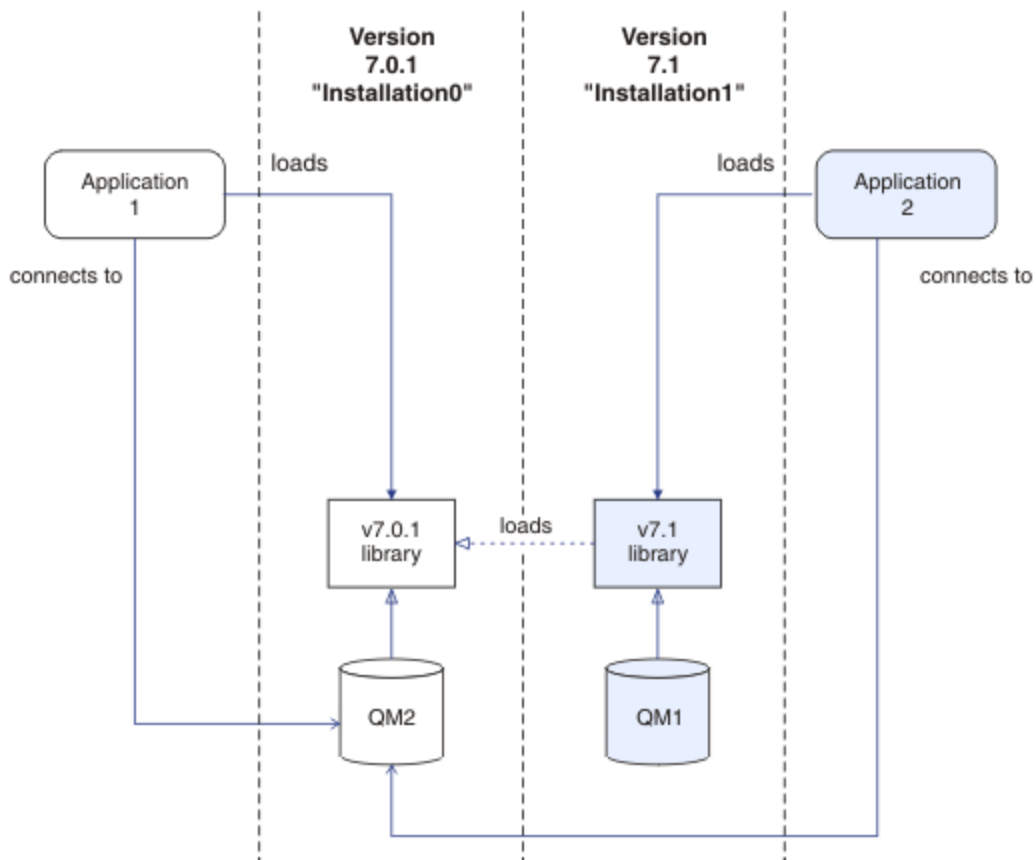 Version
7.0.1
"Installation0"
Version
7.1
"Installation1"
loads
loads
Application
1
Application
2
connects to
connects to
v7.0.1
library
loads
v7.1
library
QM2
QM1